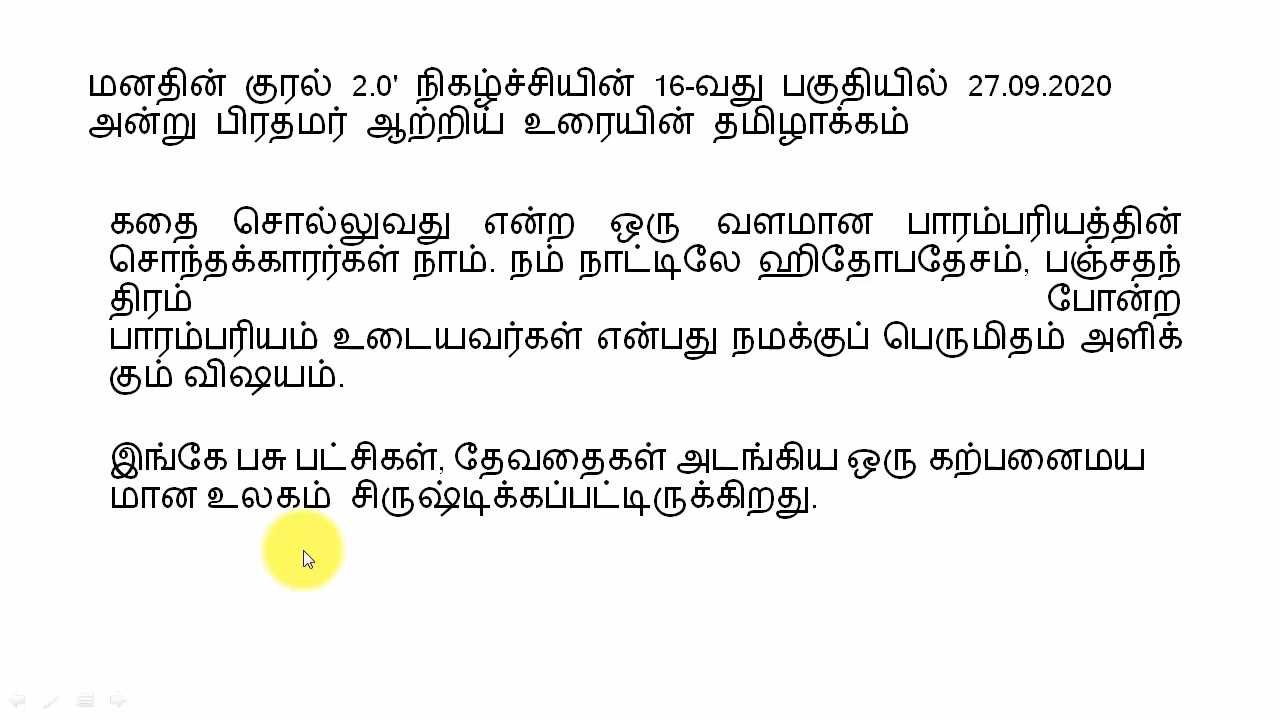 மனதின் குரல் 2.0' நிகழ்ச்சியின் 16-வது பகுதியில் 27.09.2020
அன்று பிரதமர் ஆற்றிய உரையின் தமிழாக்கம்
கதை சொல்லுவது என்ற ஒரு வளமான பாரம்பரியத்தின்
சொந்தக்காரர்கள் நாம். நம் நாட்டிலே ஹிதோபதேசம், பஞ்சதந்
திரம் போன்ற
பாரம்பரியம் உடையவர்கள் என்பது நமக்குப் பெருமிதம் அளிக்
கும் விஷயம்.
இங்கே பசு பட்சிகள், தேவதைகள் அடங்கிய ஒரு கற்பனைமய
மான உலகம் சிருஷ்டிக்கப்பட்டிருக்கிறது.